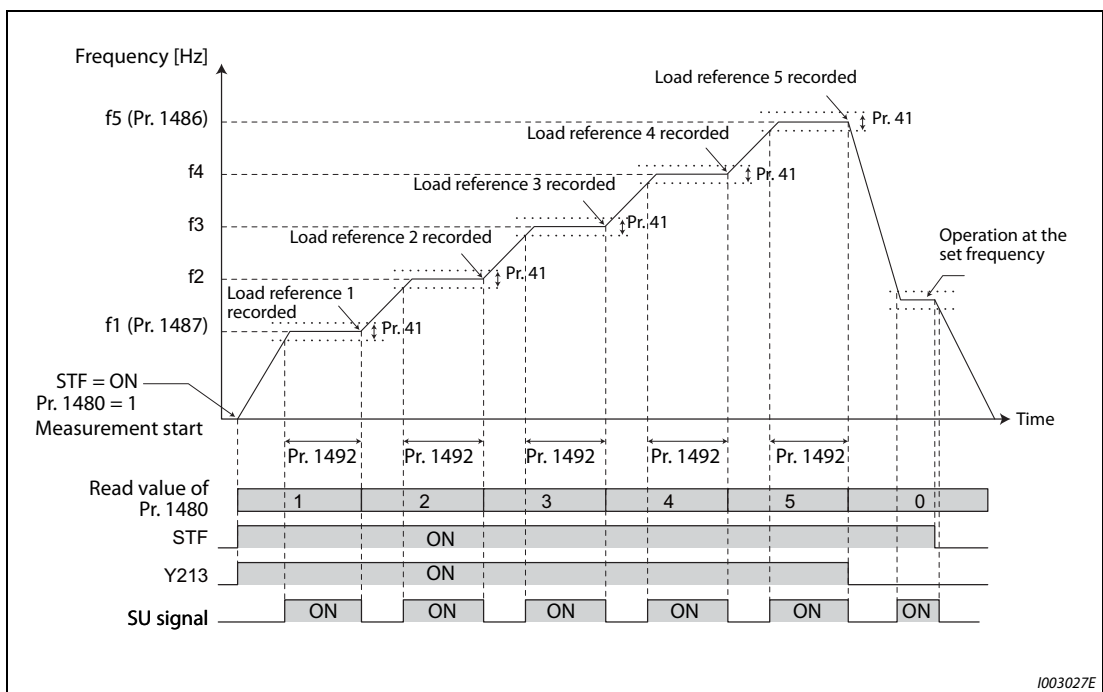 Frequency [Hz]
Load reference 5 recorded
f5 (Pr. 1486)
Pr. 41
Load reference 4 recorded
f4
Pr. 41
Load reference 3 recorded
f3
Pr. 41
Load reference 2 recorded
Operation at the
set frequency
f2
Pr. 41
Load reference 1
recorded
f1 (Pr. 1487)
Pr. 41
STF = ON
Pr. 1480 = 1
Measurement start
Time
Pr. 1492 Pr. 1492 Pr. 1492 Pr. 1492 Pr. 1492
Read value of
Pr. 1480
1 2 3 4 5 0
STF ON
Y213 ON
SU signal ON ON ON ON ON ON
I003027E